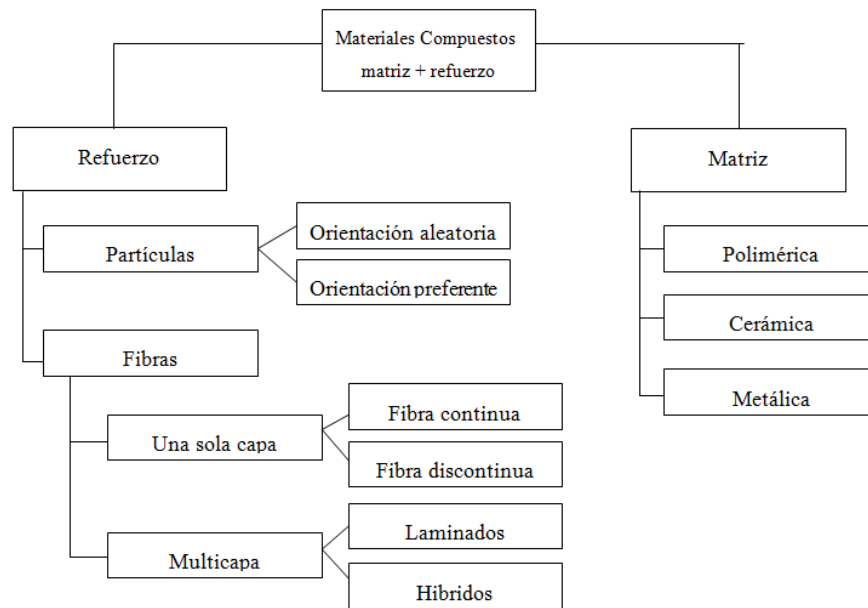 Materiales Compuestos
matriz + refuerzo
Refuerzo
Matriz
Partículas
Orientación aleatoria
Orientación preferente
Polimérica
Cerámica
Metálica
Fibras
Una sola capa
Fibra continua
Fibra discontinua
Multicapa
Laminados
Hibridos